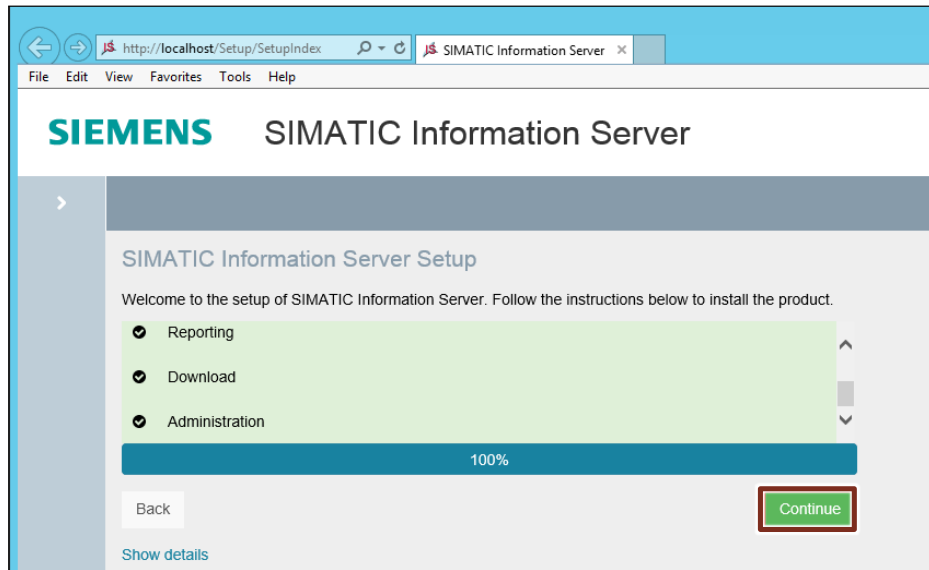 http://localhost/Setup/SetupIndex
SIMATIC Information Server
File Edit View Favorites Tools Help
SIEMENS SIMATIC Information Server
SIMATIC Information Server Setup
Welcome to the setup of SIMATIC Information Server. Follow the instructions below to install the product.
Reporting
Download
Administration
100%
Back Continue
Show details